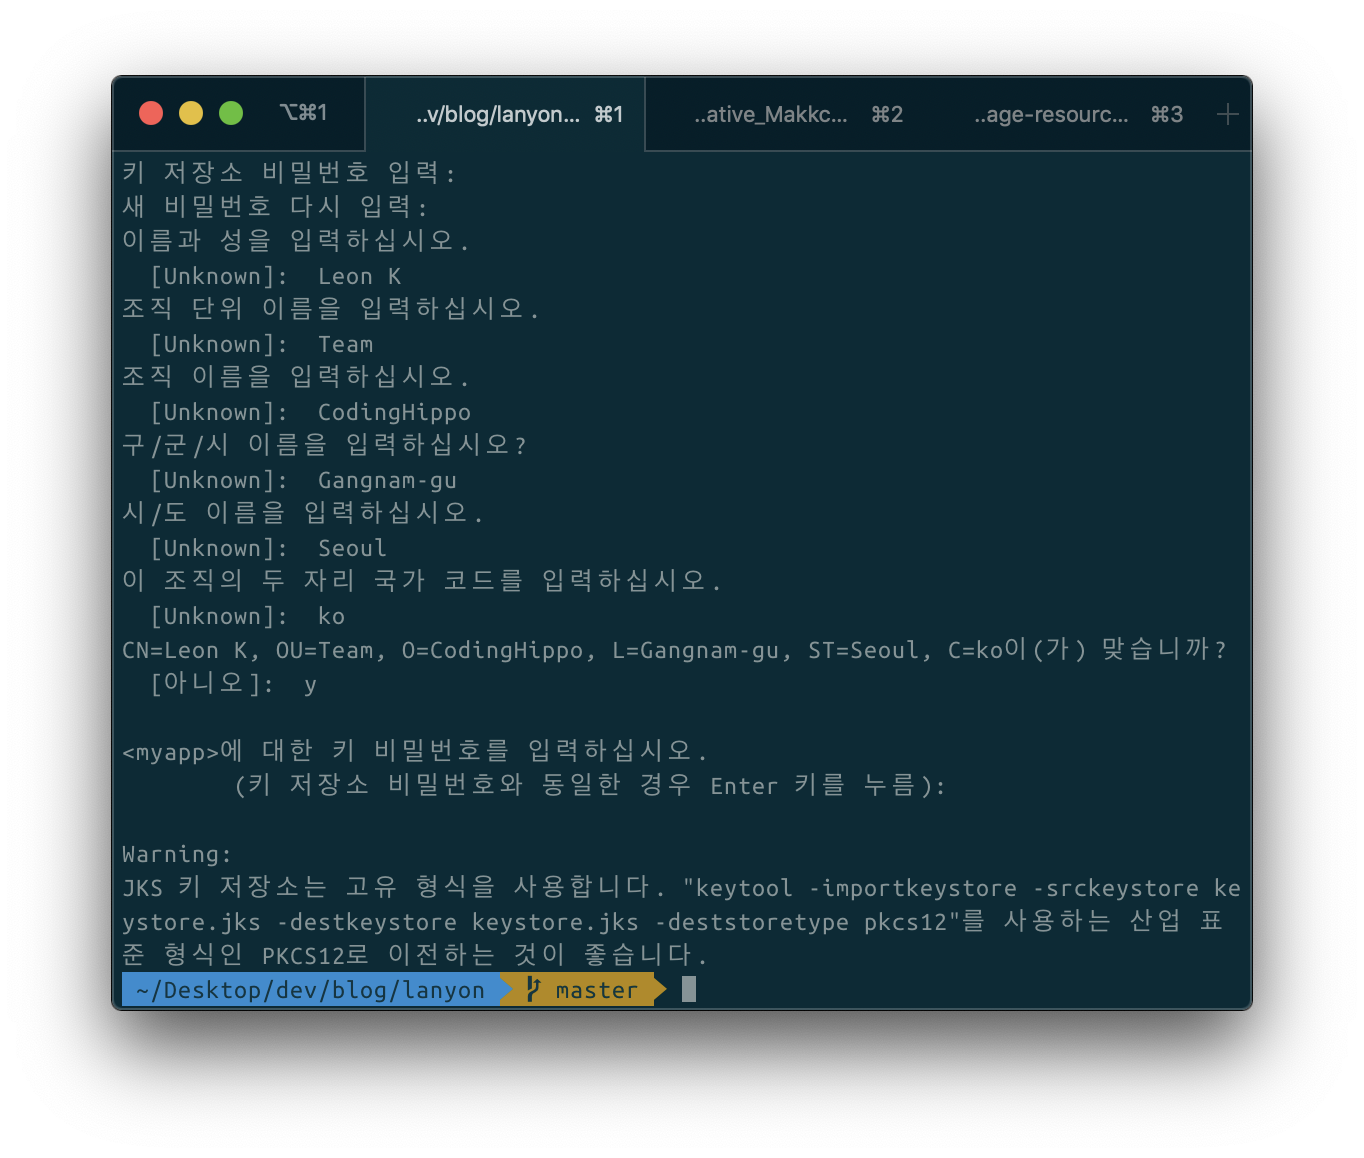 ⌥⌘1 ..v/blog/lanyon... ⌘1 ..ative_Makkc... ⌘2 ..age-resourc... ⌘3 +
키 저장소 비밀번호 입력:
새 비밀번호 다시 입력:
이름과 성을 입력하십시오.
[Unknown]: Leon K
조직 단위 이름을 입력하십시오.
[Unknown]: Team
조직 이름을 입력하십시오.
[Unknown]: CodingHippo
구/군/시 이름을 입력하십시오?
[Unknown]: Gangnam-gu
시/도 이름을 입력하십시오.
[Unknown]: Seoul
이 조직의 두 자리 국가 코드를 입력하십시오.
[Unknown]: ko
CN=Leon K, OU=Team, O=CodingHippo, L=Gangnam-gu, ST=Seoul, C=ko이(가) 맞습니까?
[아니오]: y
<myapp>에 대한 키 비밀번호를 입력하십시오.
(키 저장소 비밀번호와 동일한 경우 Enter 키를 누름):
Warning:
JKS 키 저장소는 고유 형식을 사용합니다. "keytool -importkeystore -srckeystore ke
ystore.jks -destkeystore keystore.jks -deststoretype pkcs12"를 사용하는 산업 표
준 형식인 PKCS12로 이전하는 것이 좋습니다.
~/Desktop/dev/blog/lanyon master